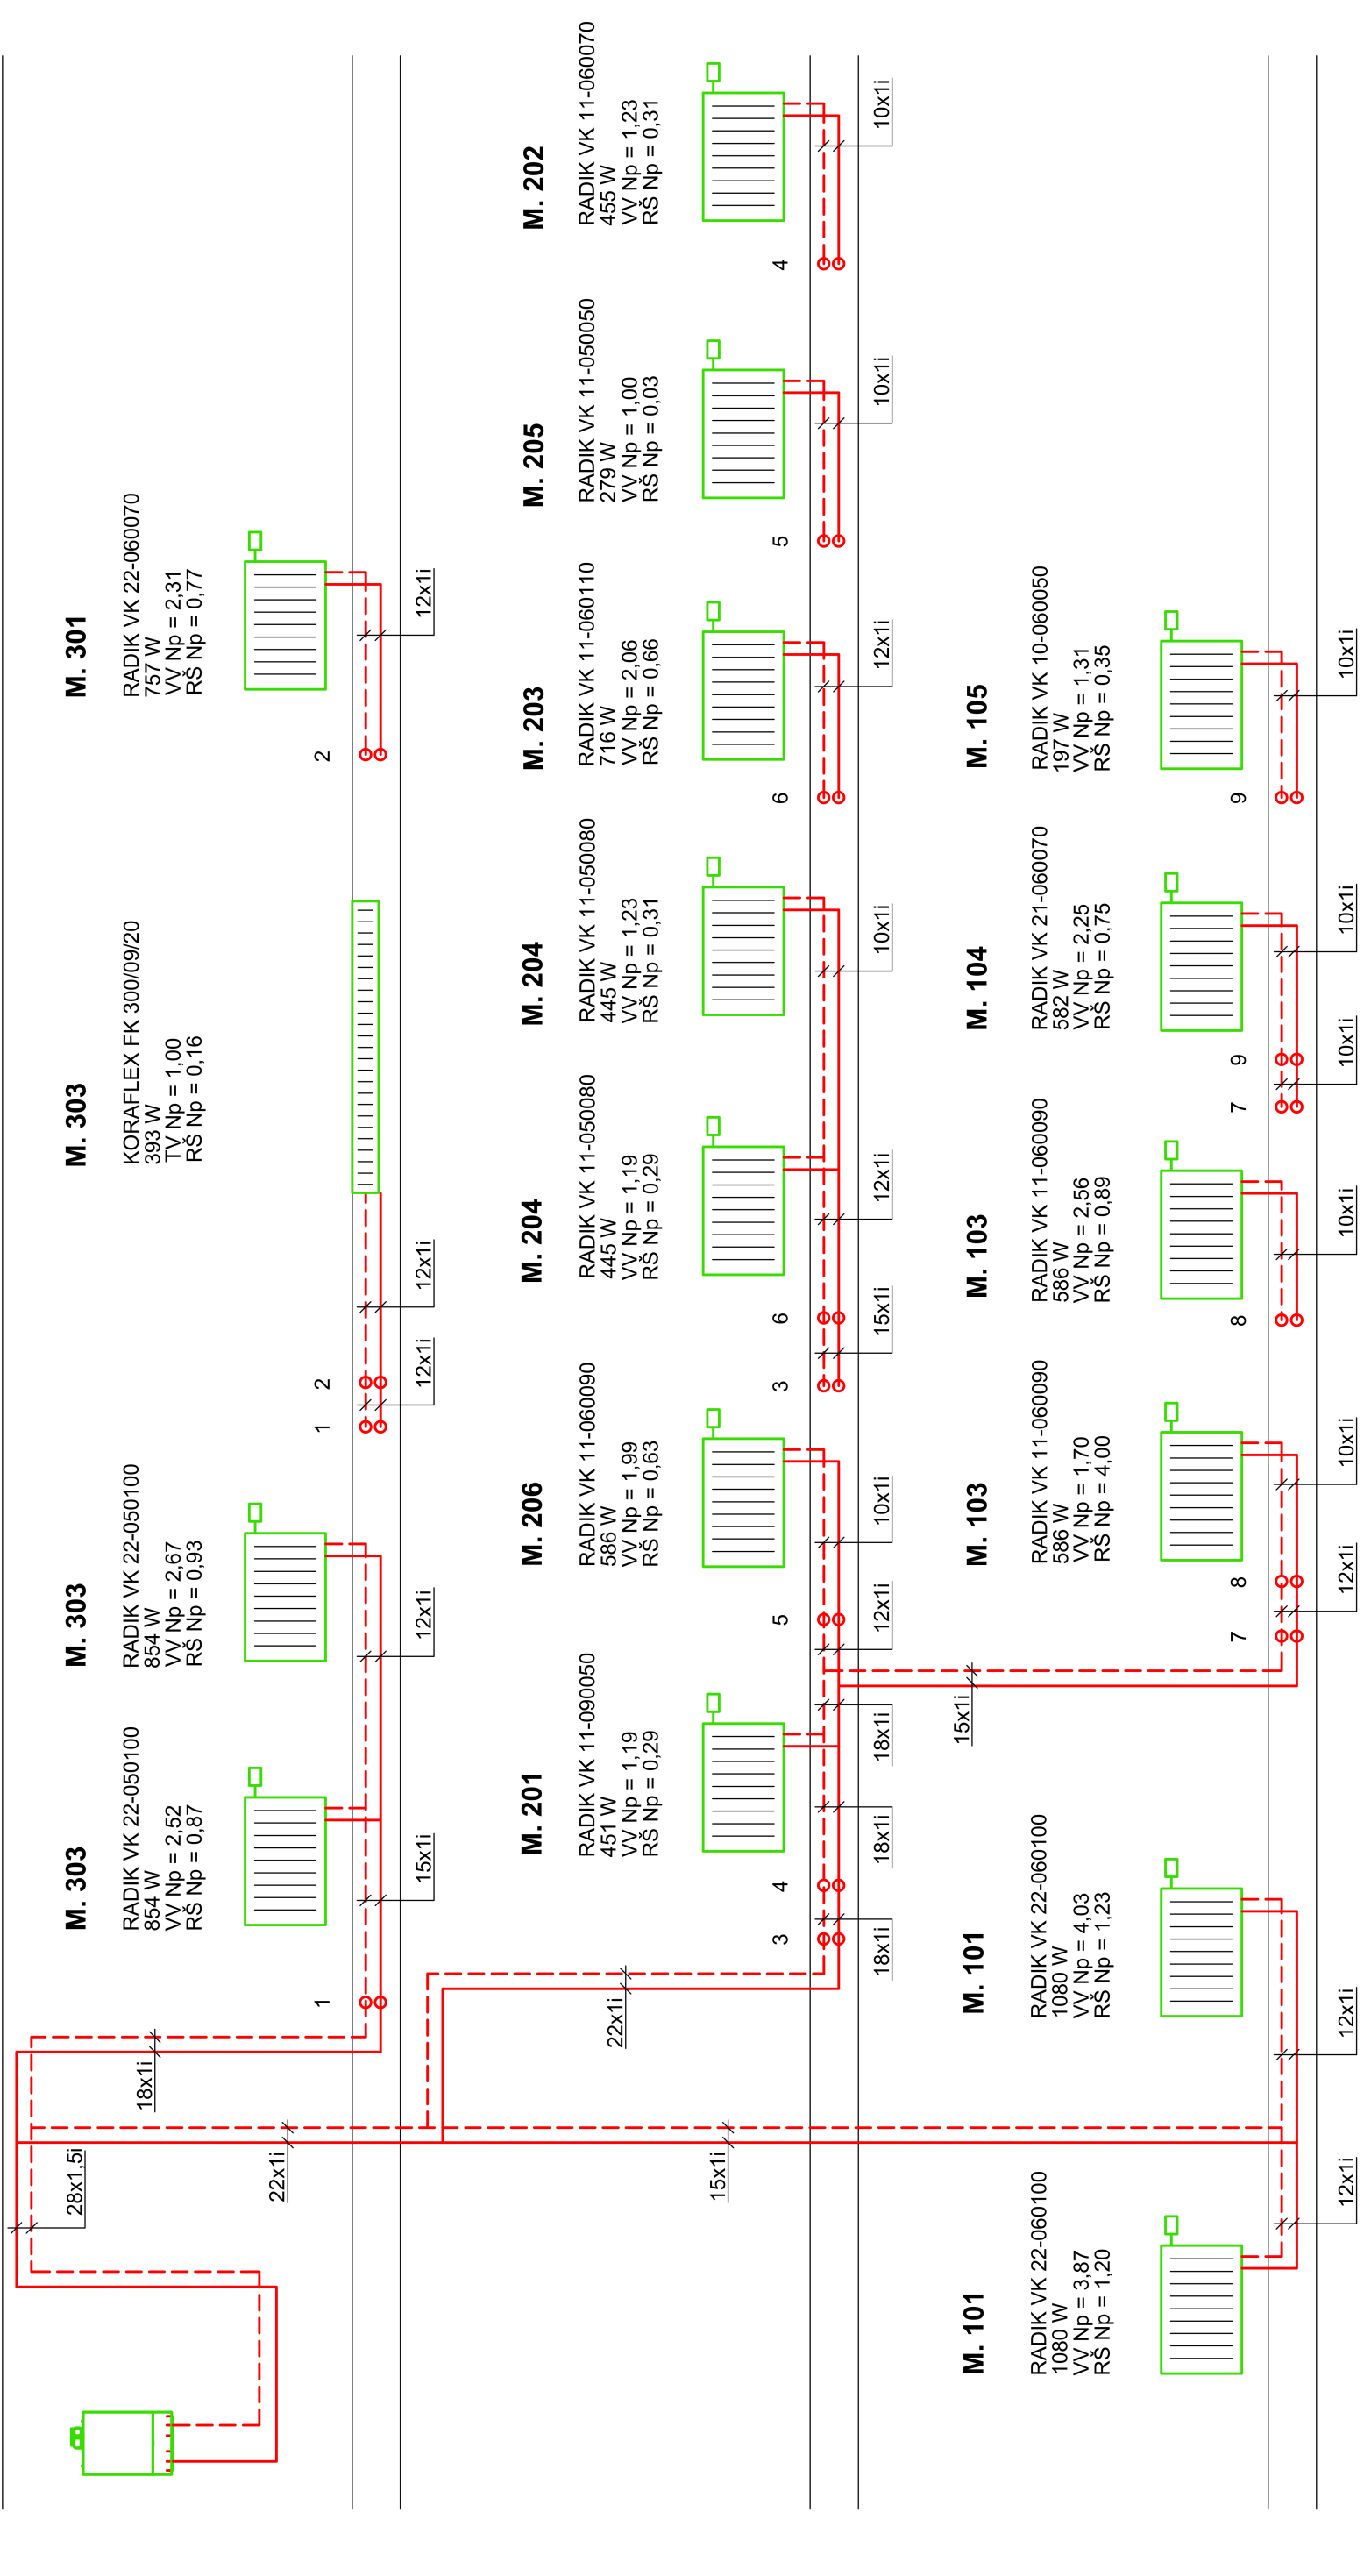 M. 303
RADIK VK 22-050100
854 W
VV Np = 2,52
RŠ Np = 0,87
M. 303
RADIK VK 22-050100
854 W
VV Np = 2,67
RŠ Np = 0,93
M. 303
KORAFLEX FK 300/09/20
393 W
TV Np = 1,00
RŠ Np = 0,16
M. 301
RADIK VK 22-060070
757 W
VV Np = 2,31
RŠ Np = 0,77
28x1,5i
18x1i
22x1i
1
1
2
2
15x1i
12x1i
12x1i
12x1i
12x1i
M. 201
RADIK VK 11-090050
451 W
VV Np = 1,19
RŠ Np = 0,29
M. 206
RADIK VK 11-060090
586 W
VV Np = 1,99
RŠ Np = 0,63
M. 204
RADIK VK 11-050080
445 W
VV Np = 1,19
RŠ Np = 0,29
M. 204
RADIK VK 11-050080
445 W
VV Np = 1,23
RŠ Np = 0,31
M. 203
RADIK VK 11-060110
716 W
VV Np = 2,06
RŠ Np = 0,66
M. 205
RADIK VK 11-050050
279 W
VV Np = 1,00
RŠ Np = 0,03
M. 202
RADIK VK 11-060070
455 W
VV Np = 1,23
RŠ Np = 0,31
22x1i
15x1i
3
4
5
3
6
6
5
4
18x1i
18x1i
18x1i
12x1i
10x1i
15x1i
12x1i
10x1i
12x1i
10x1i
10x1i
15x1i
M. 101
RADIK VK 22-060100
1080 W
VV Np = 3,87
RŠ Np = 1,20
M. 101
RADIK VK 22-060100
1080 W
VV Np = 4,03
RŠ Np = 1,23
M. 103
RADIK VK 11-060090
586 W
VV Np = 1,70
RŠ Np = 4,00
M. 103
RADIK VK 11-060090
586 W
VV Np = 2,56
RŠ Np = 0,89
M. 104
RADIK VK 21-060070
582 W
VV Np = 2,25
RŠ Np = 0,75
M. 105
RADIK VK 10-060050
197 W
VV Np = 1,31
RŠ Np = 0,35
7
8
8
7
9
9
12x1i
12x1i
12x1i
10x1i
10x1i
10x1i
10x1i
10x1i